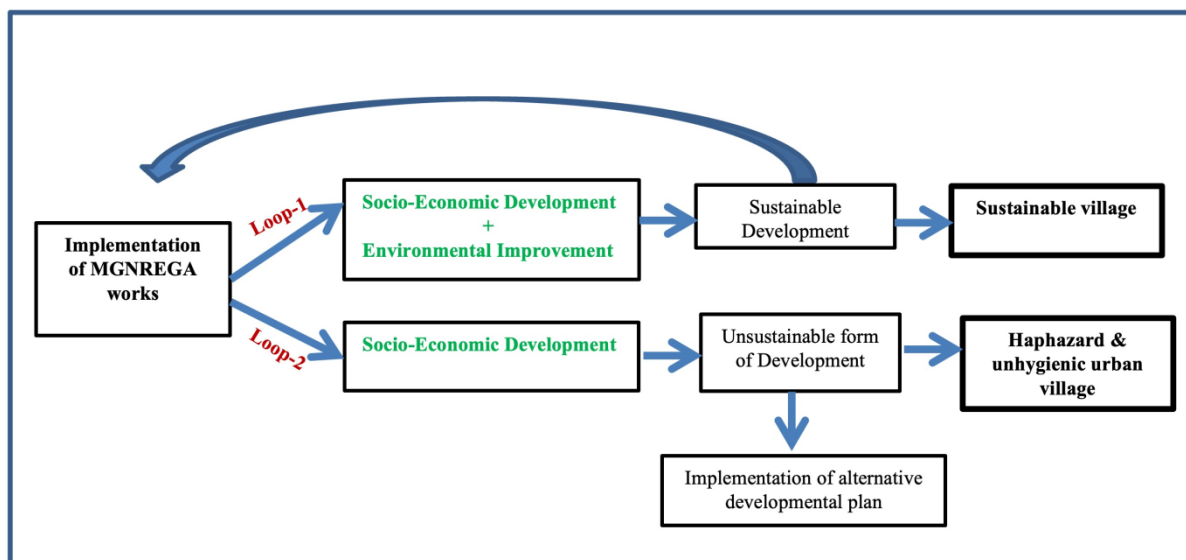 Implementation
of MGNREGA
works
Loop-1
Socio-Economic Development
+
Environmental Improvement
Sustainable
Development
Sustainable village
Loop-2
Socio-Economic Development
Unsustainable form
of Development
Haphazard &
unhygienic urban
village
Implementation of alternative
developmental plan